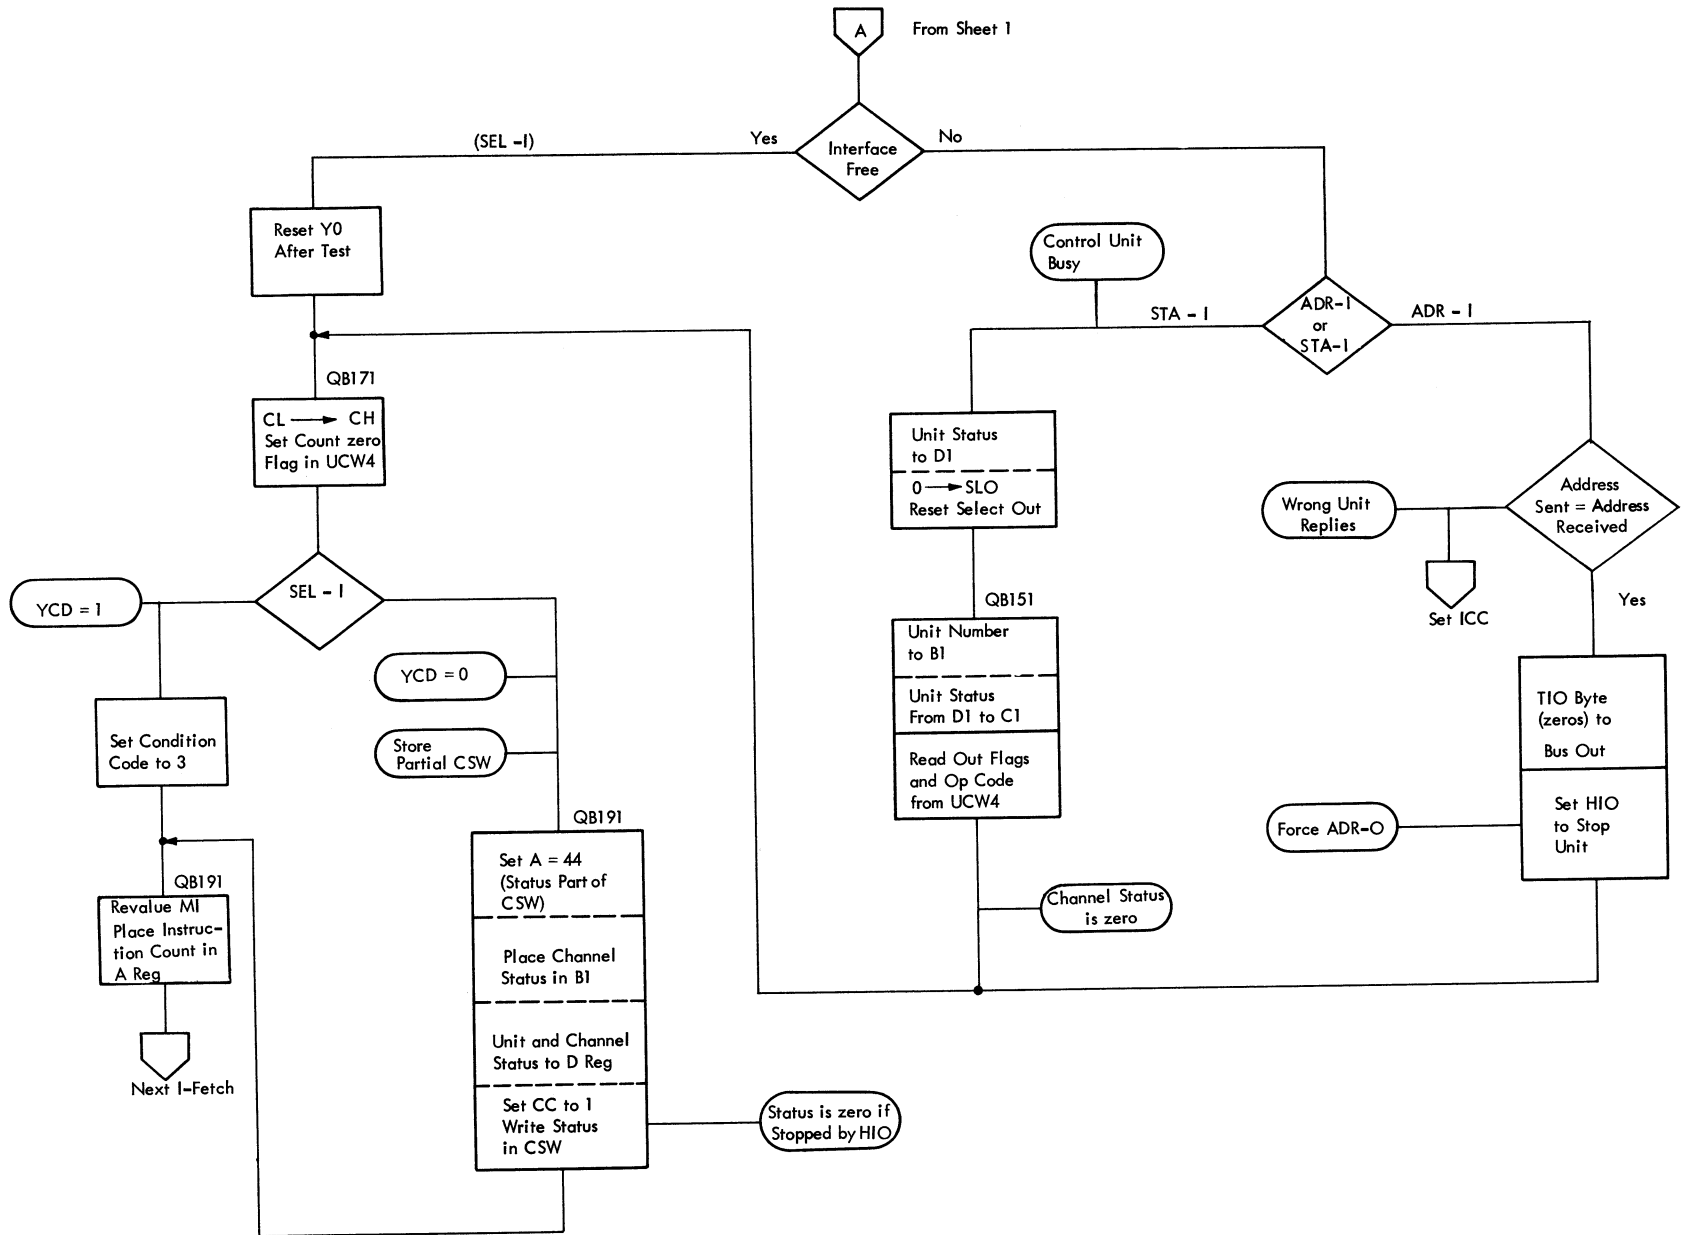 A
From Sheet 1
Interface
Free
(SEL -I)
Yes
No
Reset Y0
After Test
Control Unit
Busy
ADR-I
or
STA-I
STA - I
ADR - I
QB171
CL → CH
Set Count zero
Flag in UCW4
Unit Status
to D1
0 → SLO
Reset Select Out
Address
Sent = Address
Received
Wrong Unit
Replies
Set ICC
Yes
SEL - I
YCD = 1
YCD = 0
Store
Partial CSW
Set Condition
Code to 3
QB151
Unit Number
to B1
Unit Status
From D1 to C1
Read Out Flags
and Op Code
from UCW4
TIO Byte
(zeros) to
Bus Out
Set HIO
to Stop
Unit
Force ADR-O
Channel Status
is zero
QB191
Revalue MI
Place Instruc-
tion Count in
A Reg
Next I-Fetch
QB191
Set A = 44
(Status Part of
CSW)
Place Channel
Status in B1
Unit and Channel
Status to D Reg
Set CC to 1
Write Status
in CSW
Status is zero if
Stopped by HIO